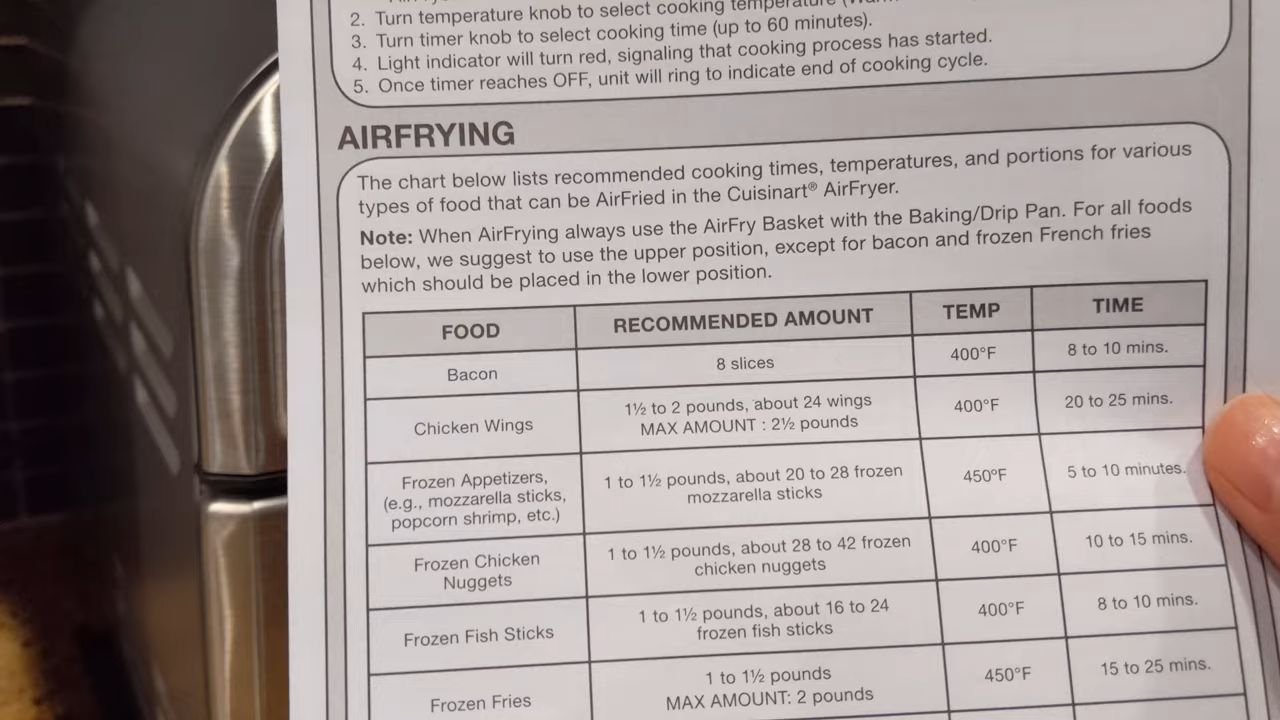 2. Turn temperature knob to select cooking temperature
3. Turn timer knob to select cooking time (up to 60 minutes).
4. Light indicator will turn red, signaling that cooking process has started.
5. Once timer reaches OFF, unit will ring to indicate end of cooking cycle.
AIRFRYING
The chart below lists recommended cooking times, temperatures, and portions for various
types of food that can be AirFried in the Cuisinart® AirFryer.
Note: When AirFrying always use the AirFry Basket with the Baking/Drip Pan. For all foods
below, we suggest to use the upper position, except for bacon and frozen French fries
which should be placed in the lower position.
FOOD RECOMMENDED AMOUNT TEMP TIME
Bacon 8 slices 400°F 8 to 10 mins.
Chicken Wings 1½ to 2 pounds, about 24 wings
MAX AMOUNT : 2½ pounds 400°F 20 to 25 mins.
Frozen Appetizers,
(e.g., mozzarella sticks,
popcorn shrimp, etc.) 1 to 1½ pounds, about 20 to 28 frozen
mozzarella sticks 450°F 5 to 10 minutes.
Frozen Chicken
Nuggets 1 to 1½ pounds, about 28 to 42 frozen
chicken nuggets 400°F 10 to 15 mins.
Frozen Fish Sticks 1 to 1½ pounds, about 16 to 24
frozen fish sticks 400°F 8 to 10 mins.
Frozen Fries 1 to 1½ pounds
MAX AMOUNT: 2 pounds 450°F 15 to 25 mins.